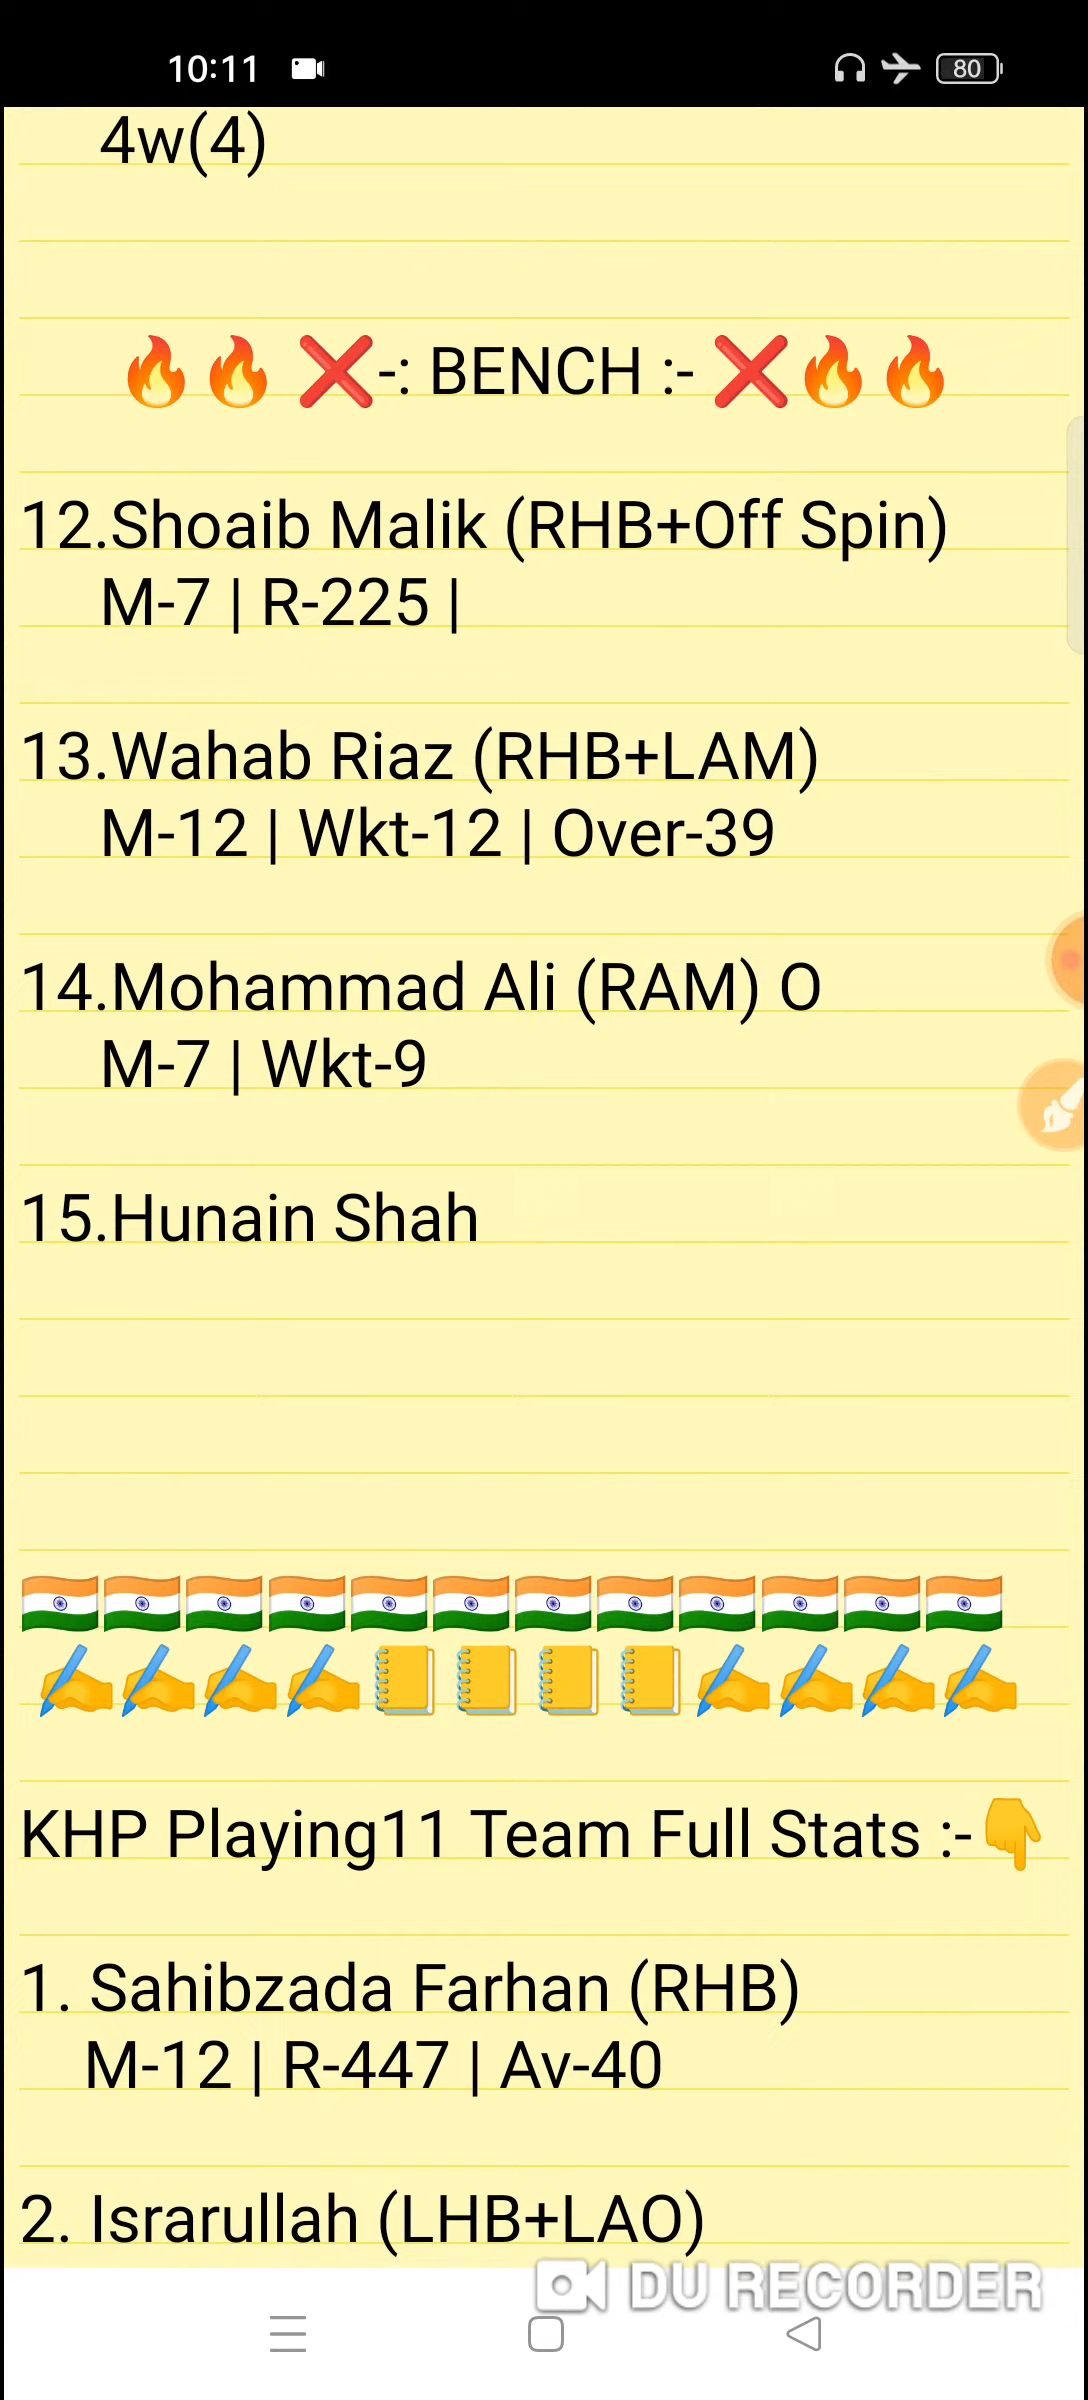 10:11 80
4w(4)
🔥🔥 ❌-: BENCH :- ❌🔥🔥
12.Shoaib Malik (RHB+Off Spin)
M-7 | R-225 |
13.Wahab Riaz (RHB+LAM)
M-12 | Wkt-12 | Over-39
14.Mohammad Ali (RAM) O
M-7 | Wkt-9
15.Hunain Shah
🇮🇳🇮🇳🇮🇳🇮🇳🇮🇳🇮🇳🇮🇳🇮🇳🇮🇳🇮🇳🇮🇳🇮🇳
✍️✍️✍️✍️📒📒📒📒✍️✍️✍️✍️
KHP Playing11 Team Full Stats :-👇
1. Sahibzada Farhan (RHB)
M-12 | R-447 | Av-40
2. Israrullah (LHB+LAO)
DU RECORDER